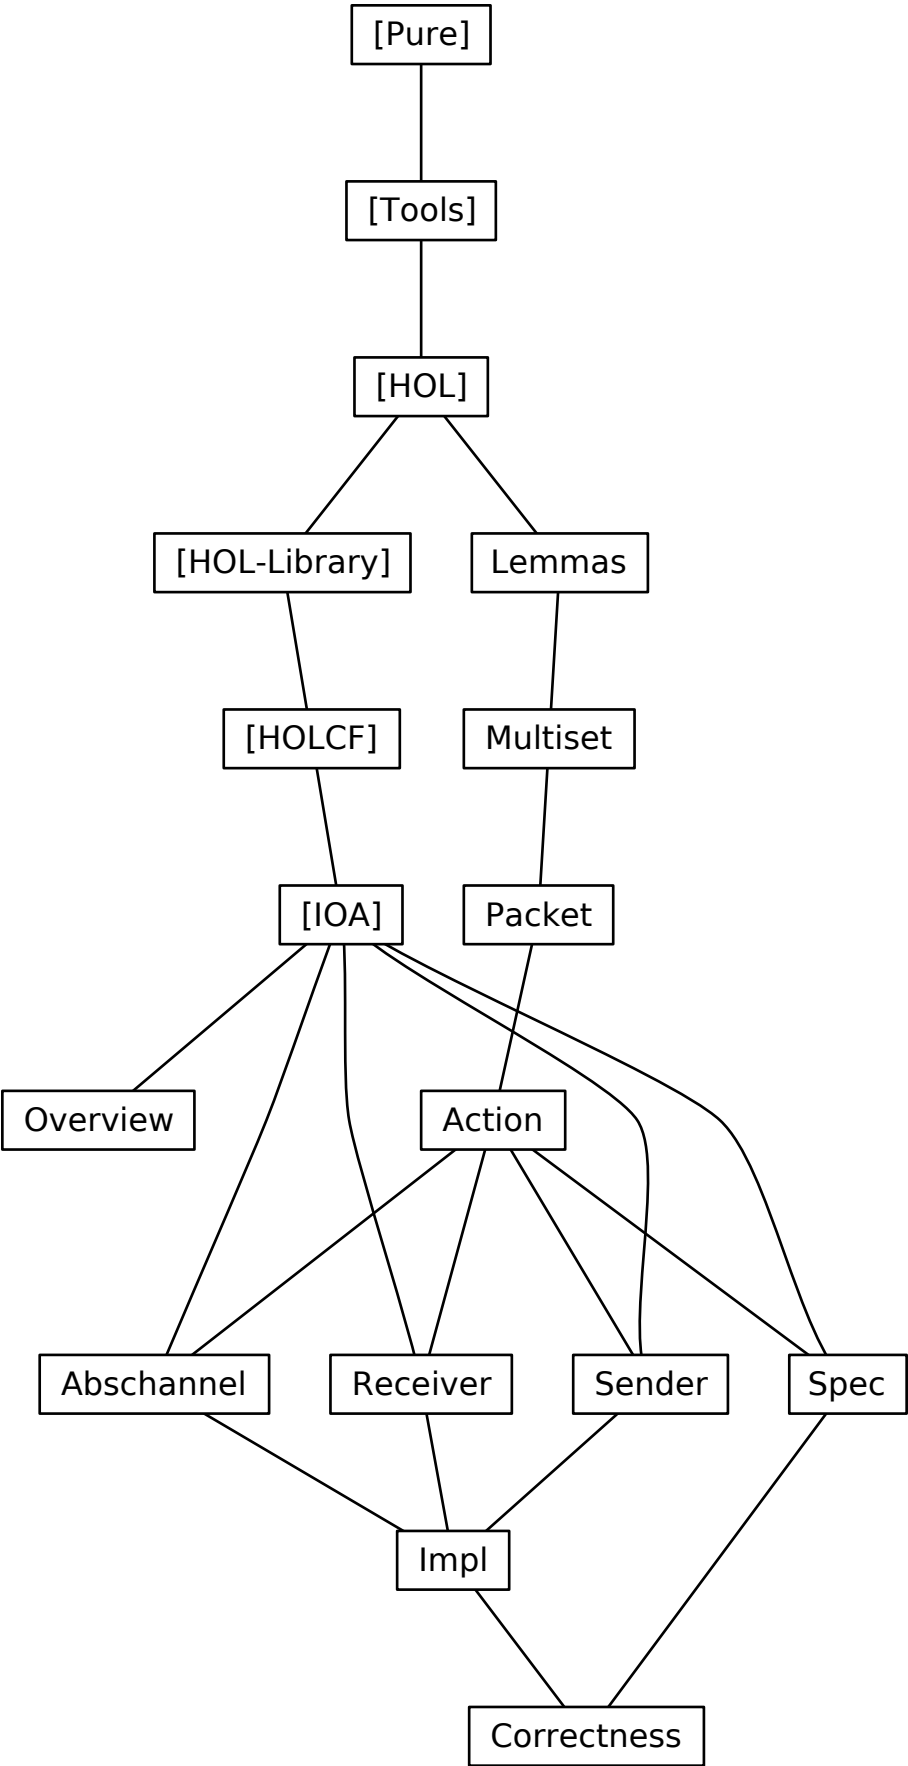 [Pure]
[Tools]
[HOL]
[HOL-Library]
Lemmas
[HOLCF]
Multiset
[IOA]
Packet
Overview
Action
Abschannel
Receiver
Sender
Spec
Impl
Correctness